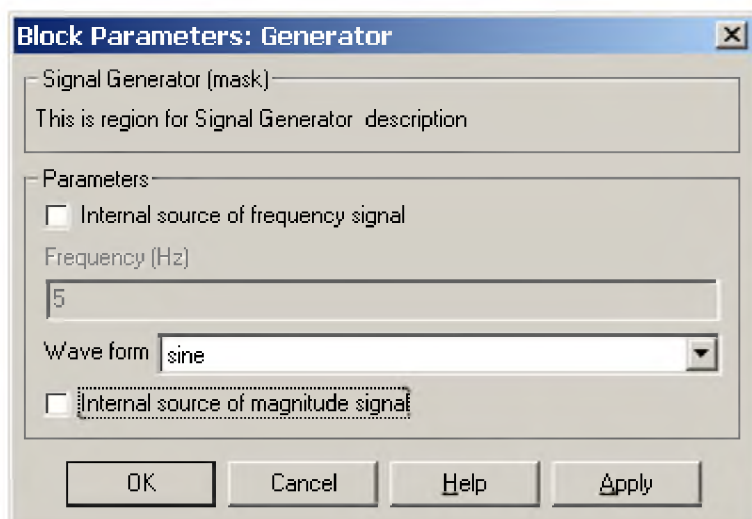 Block Parameters: Generator
Signal Generator (mask)
This is region for Signal Generator description
Parameters
Internal source of frequency signal
Frequency (Hz)
5
Wave form sine
Internal source of magnitude signal
OK Cancel Help Apply